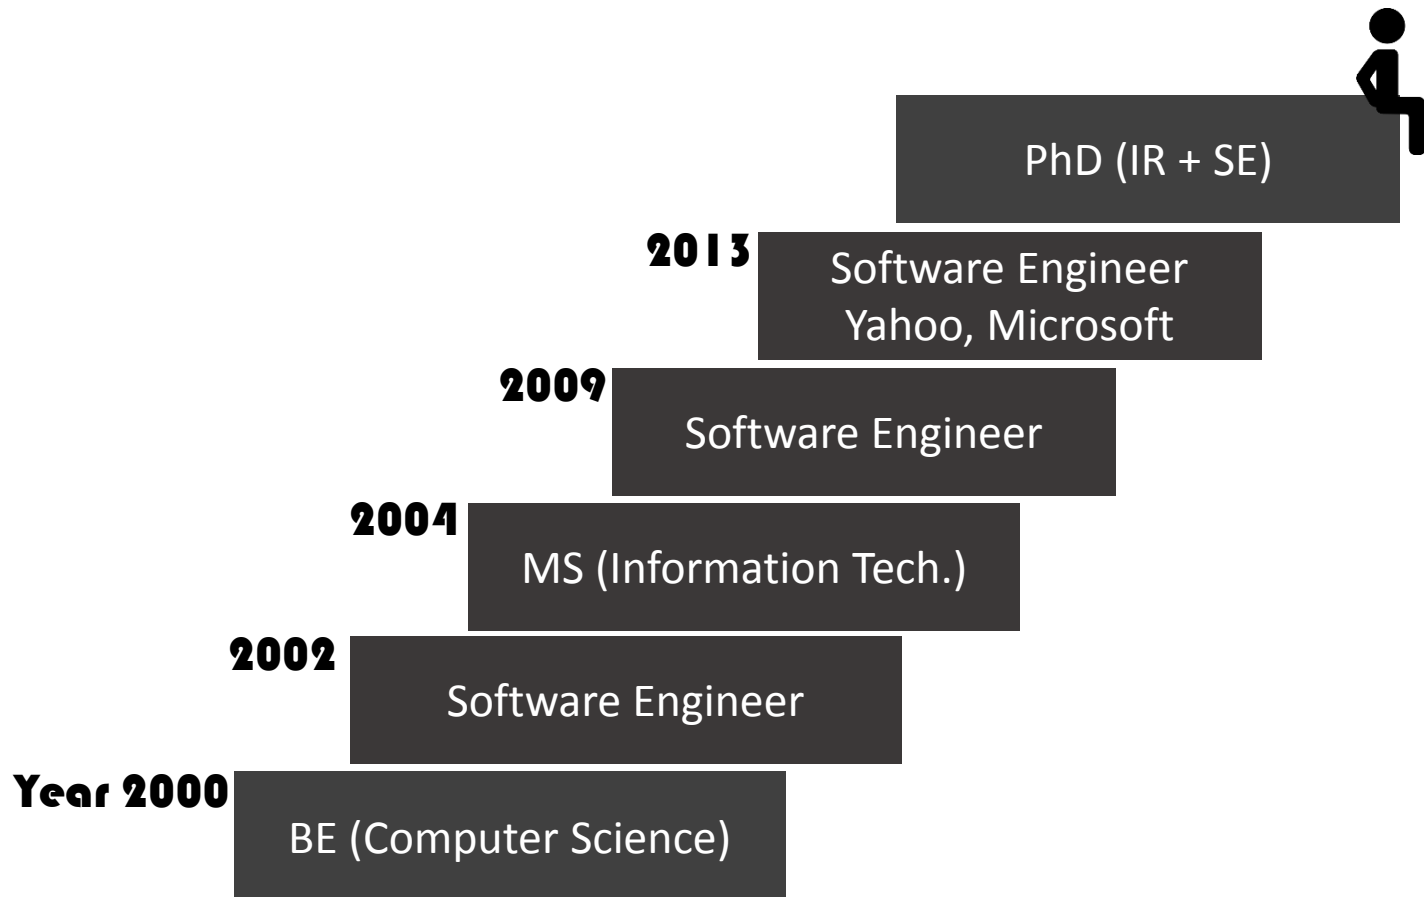 PhD (IR + SE)
2013
Software Engineer
Yahoo, Microsoft
2009
Software Engineer
2004
MS (Information Tech.)
2002
Software Engineer
Year 2000
BE (Computer Science)